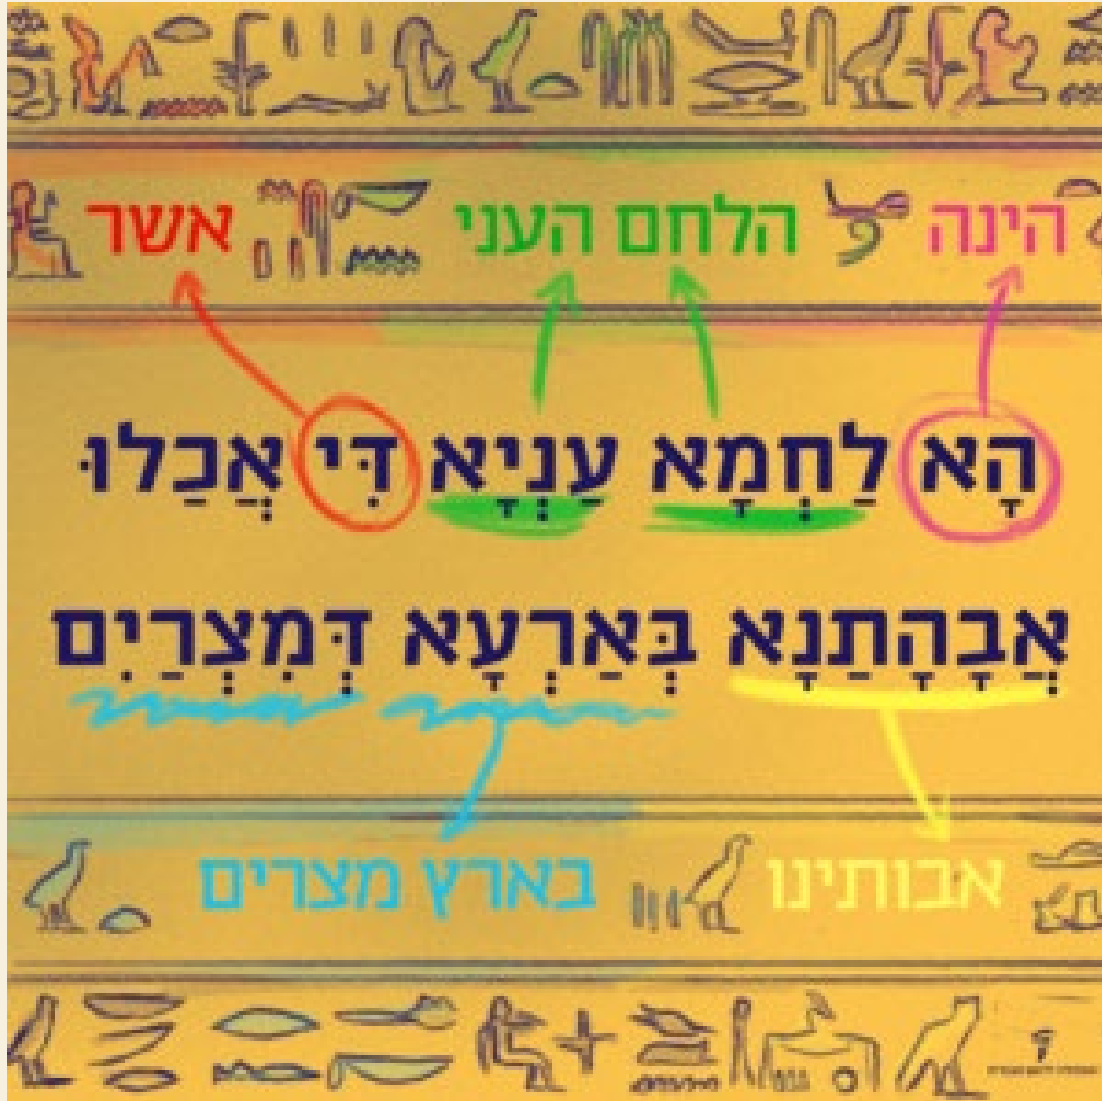 הינה הלחם העני אשר
הָא לַחְמָא עַנְיָא דִּי אֲכַלוּ
אֲבָהָתַנָא בְּאַרְעָא דְּמִצְרַיִם
אבותינו בארץ מצרים